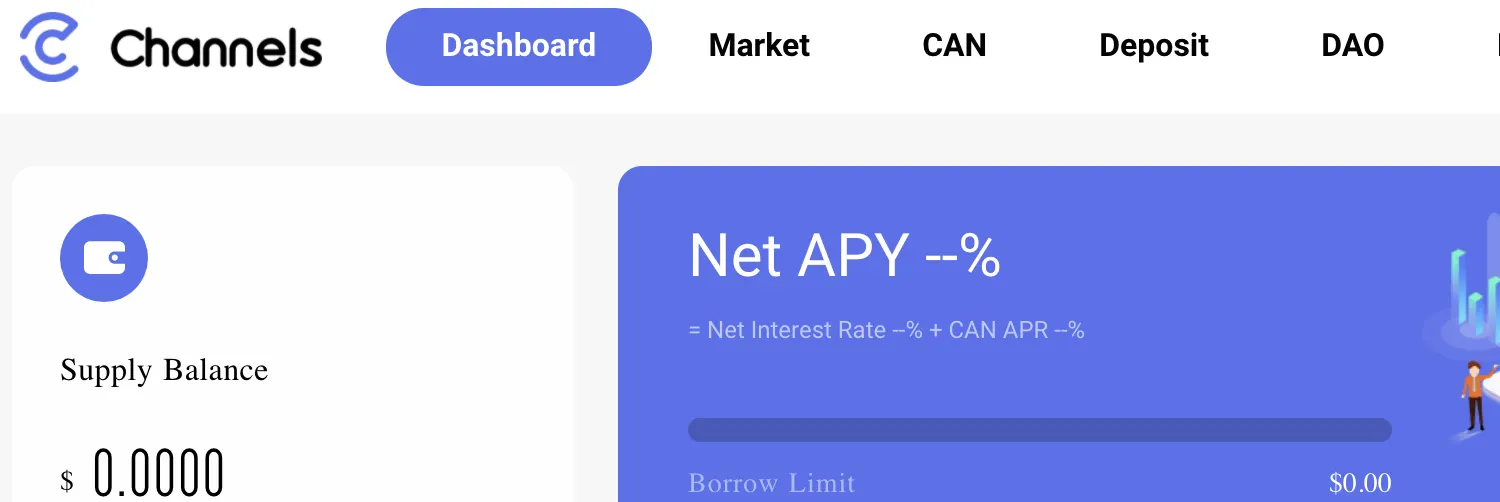 Channels Dashboard Market CAN Deposit DAO
Net APY --%
= Net Interest Rate --% + CAN APR --%
Supply Balance
$ 0.0000
Borrow Limit $0.00